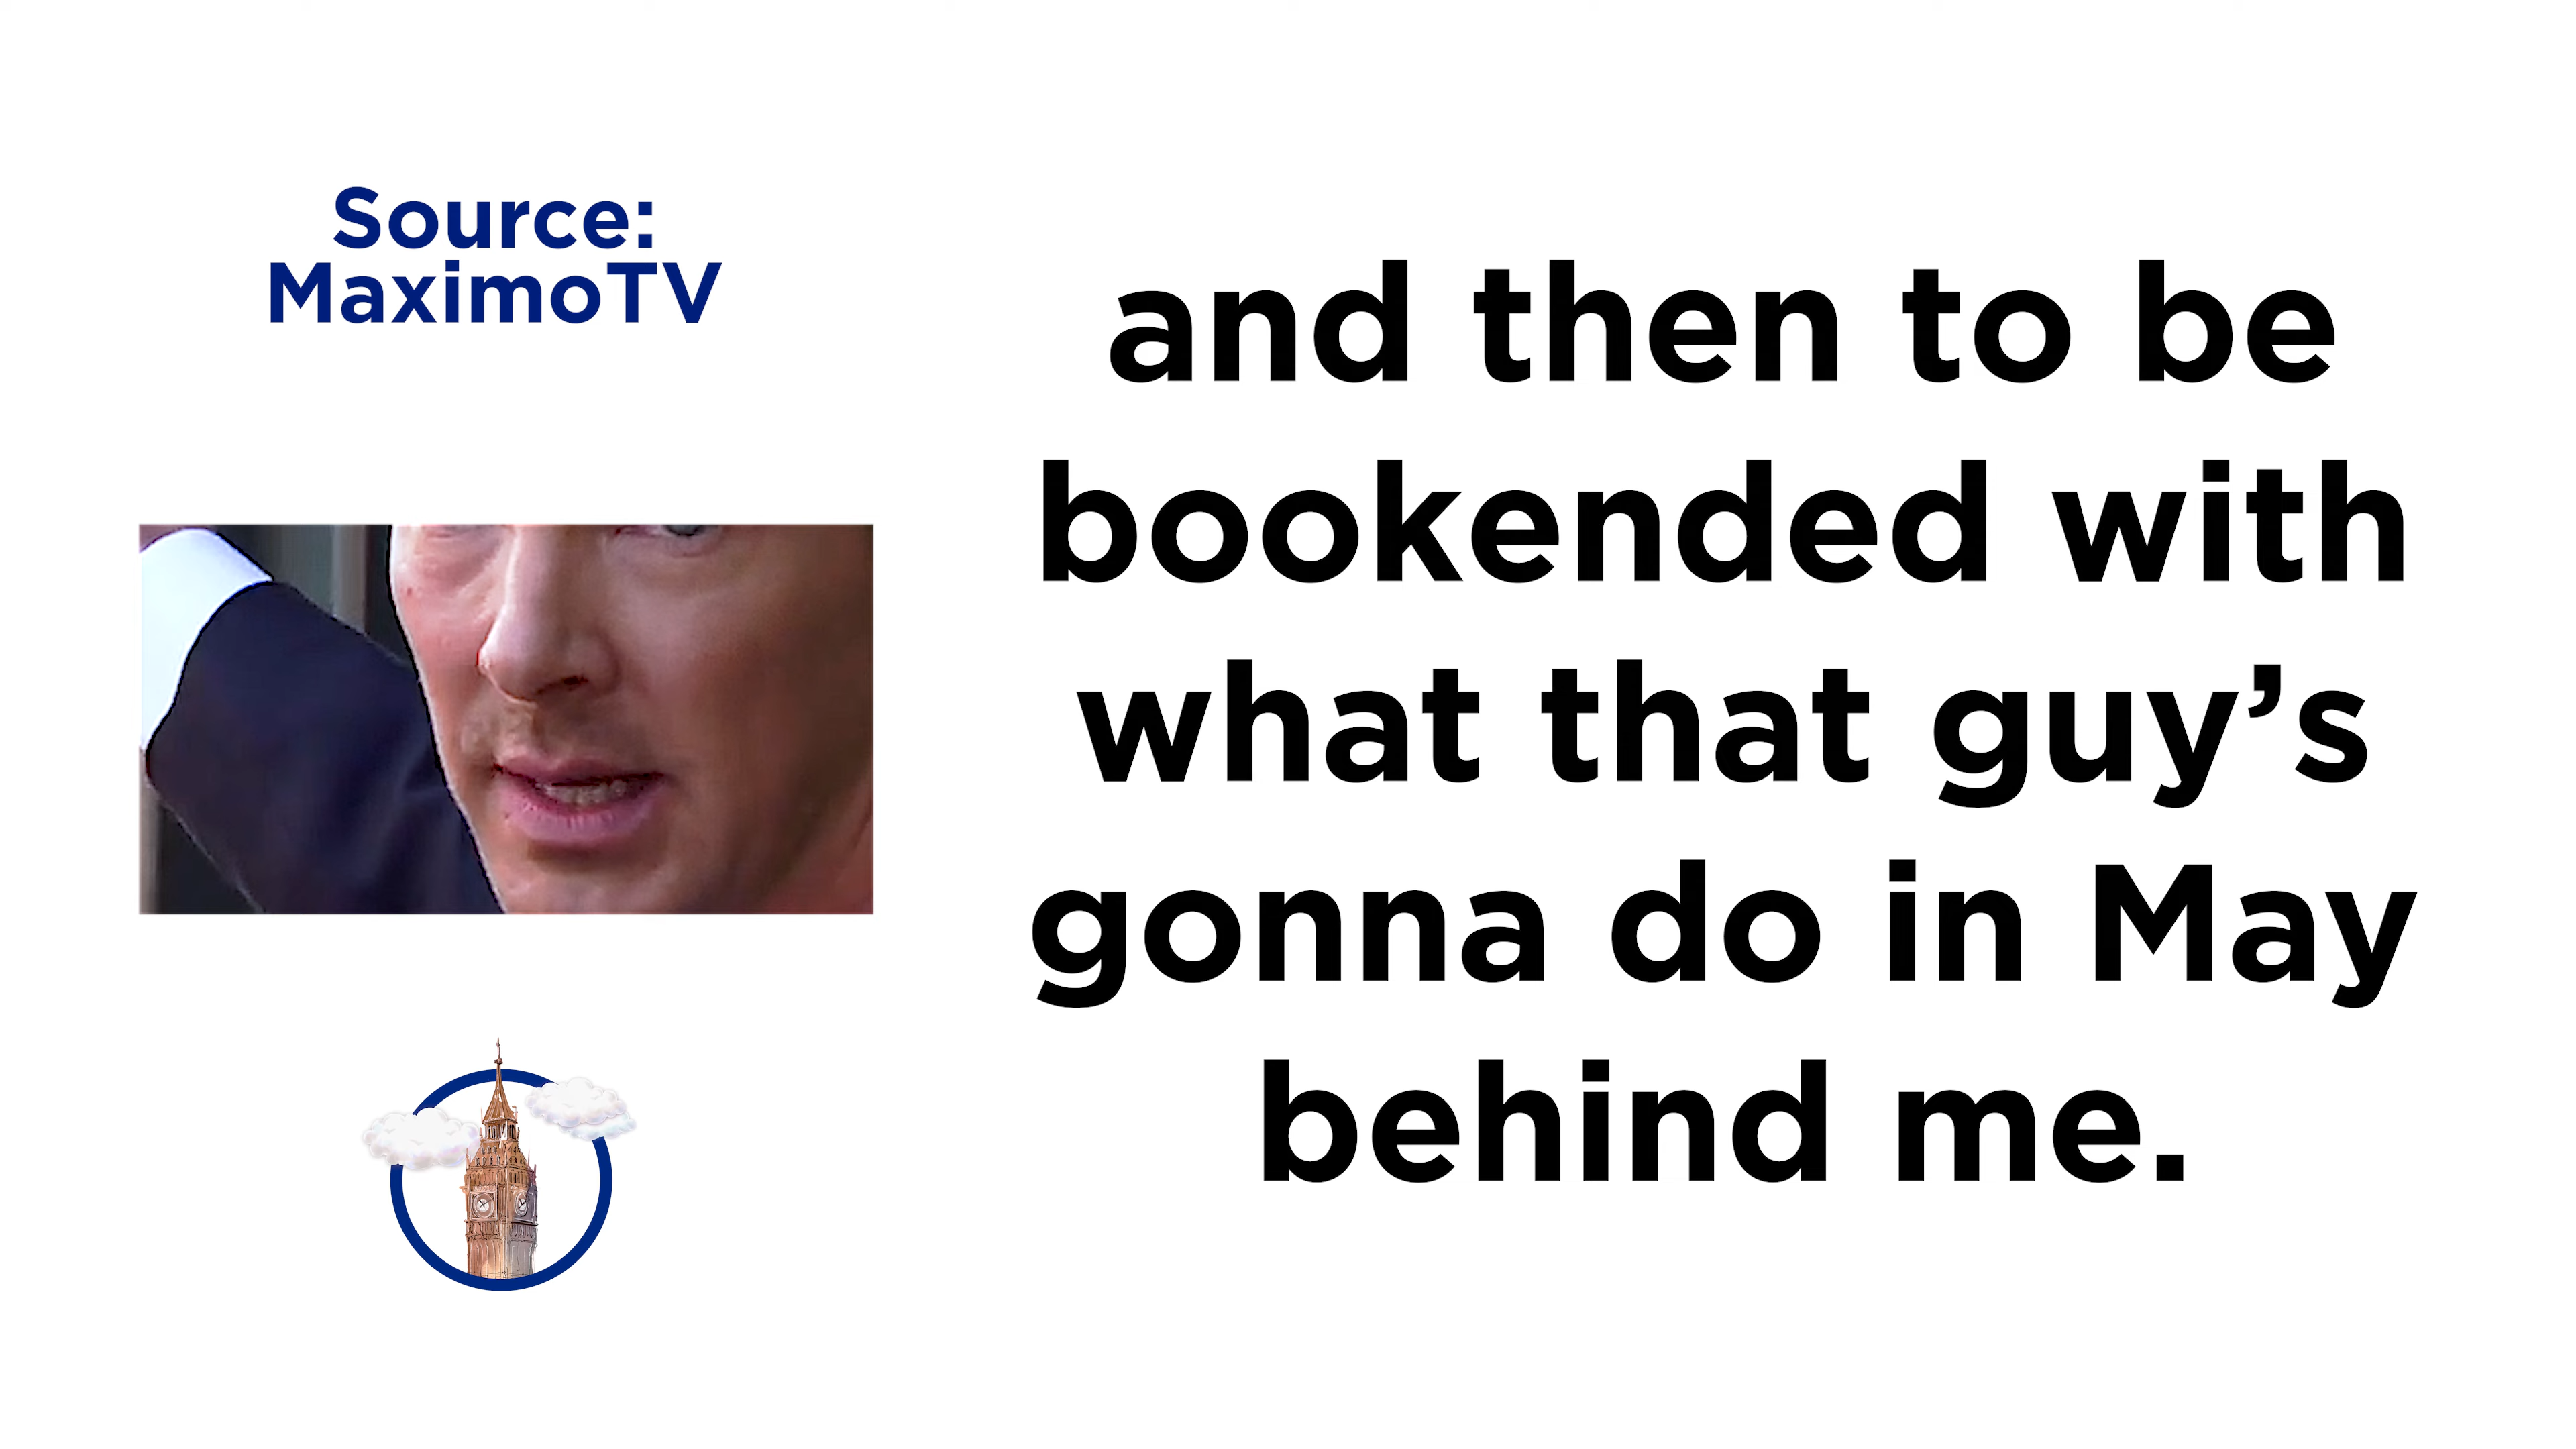 Source:
MaximoTV
and then to be
bookended with
what that guy’s
gonna do in May
behind me.